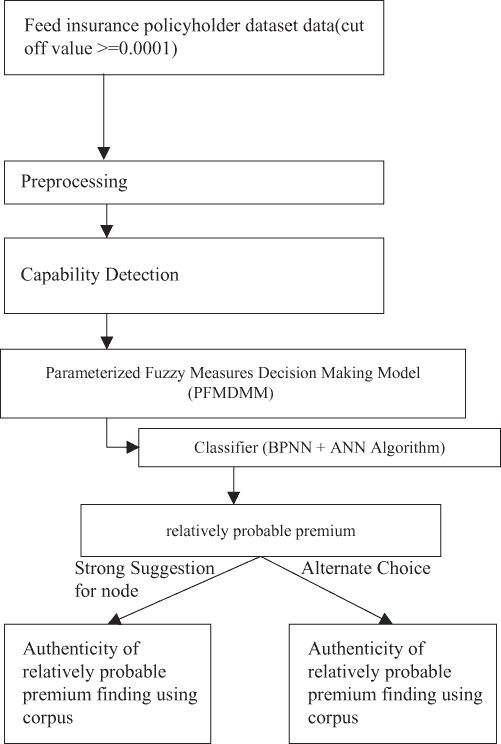 Feed insurance policyholder dataset data(cut
off value >=0.0001)
Preprocessing
Capability Detection
Parameterized Fuzzy Measures Decision Making Model
(PFMDMM)
Classifier (BPNN + ANN Algorithm)
relatively probable premium
Strong Suggestion
for node
Alternate Choice
Authenticity of
relatively probable
premium finding using
corpus
Authenticity of
relatively probable
premium finding using
corpus